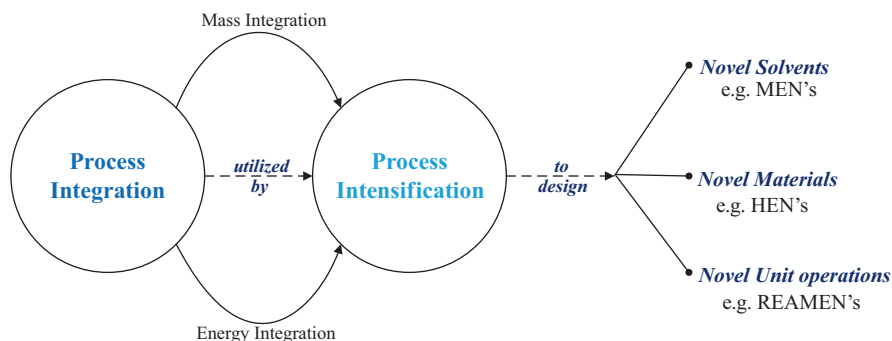 Mass Integration
Process
Integration
utilized
by
Process
Intensification
to
design
Novel Solvents
e.g. MEN's
Novel Materials
e.g. HEN's
Novel Unit operations
e.g. REAMEN's
Energy Integration